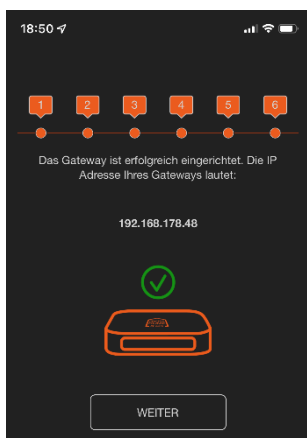 18:50
1 2 3 4 5 6
Das Gateway ist erfolgreich eingerichtet. Die IP
Adresse Ihres Gateways lautet:
192.168.178.48
WEITER